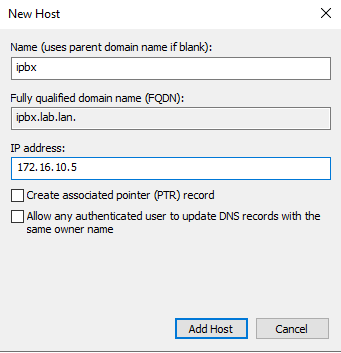 New Host
Name (uses parent domain name if blank):
ipbx
Fully qualified domain name (FQDN):
ipbx.lab.lan.
IP address:
172.16.10.5
Create associated pointer (PTR) record
Allow any authenticated user to update DNS records with the
same owner name
Add Host
Cancel